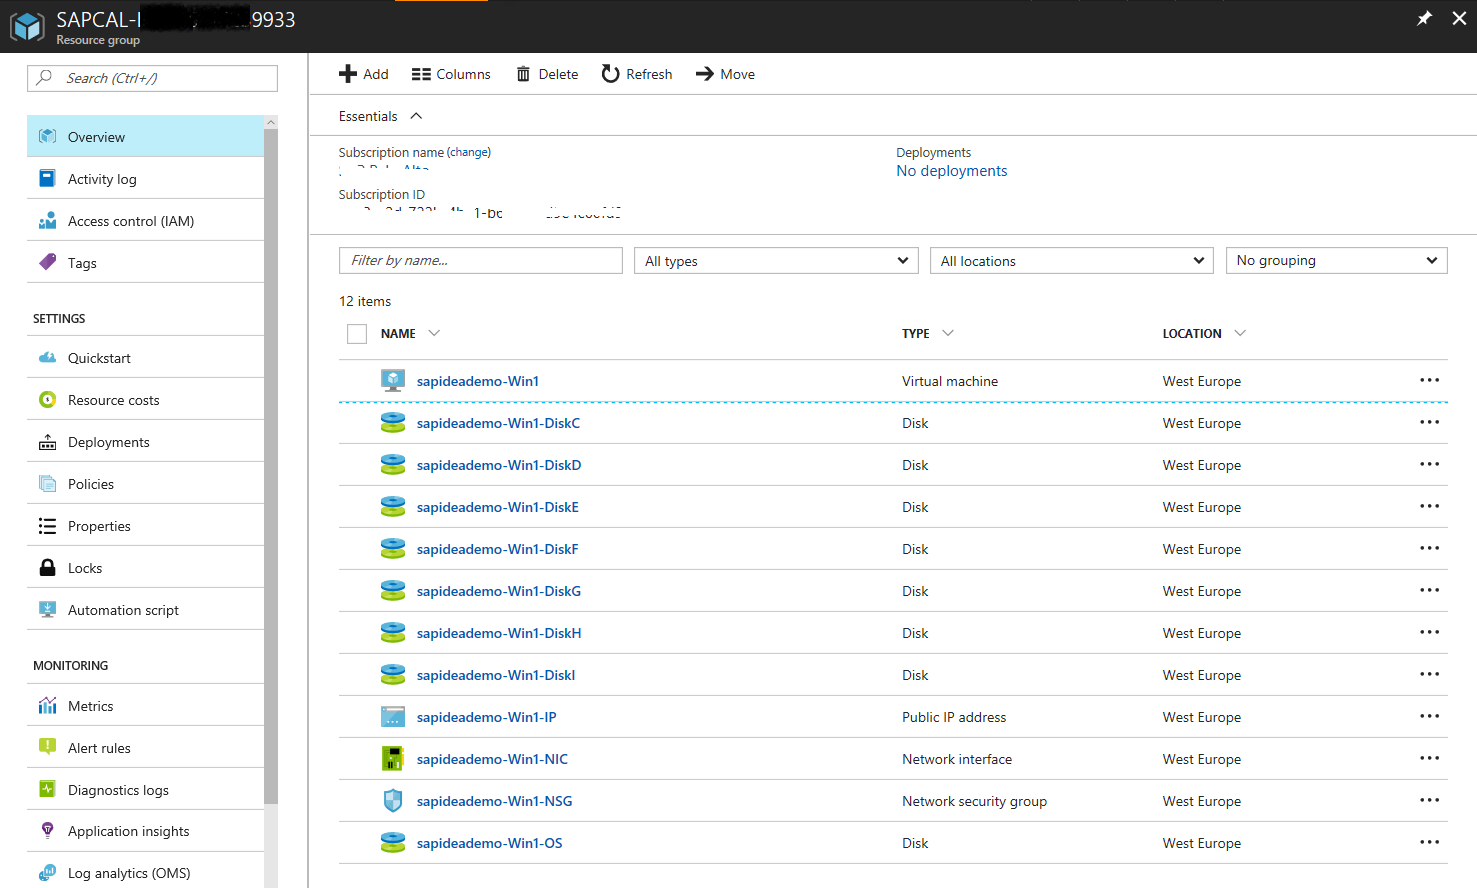 SAPCAL- 9933
Resource group
Search (Ctrl+/)
Overview
Activity log
Access control (IAM)
Tags
SETTINGS
Quickstart
Resource costs
Deployments
Policies
Properties
Locks
Automation script
MONITORING
Metrics
Alert rules
Diagnostics logs
Application insights
Log analytics (OMS)
Add Columns Delete Refresh Move
Essentials
Subscription name (change)
Deployments
No deployments
Subscription ID
Filter by name... All types All locations No grouping
12 items
NAME TYPE LOCATION
sapideademo-Win1 Virtual machine West Europe
sapideademo-Win1-DiskC Disk West Europe
sapideademo-Win1-DiskD Disk West Europe
sapideademo-Win1-DiskE Disk West Europe
sapideademo-Win1-DiskF Disk West Europe
sapideademo-Win1-DiskG Disk West Europe
sapideademo-Win1-DiskH Disk West Europe
sapideademo-Win1-DiskI Disk West Europe
sapideademo-Win1-IP Public IP address West Europe
sapideademo-Win1-NIC Network interface West Europe
sapideademo-Win1-NSG Network security group West Europe
sapideademo-Win1-OS Disk West Europe